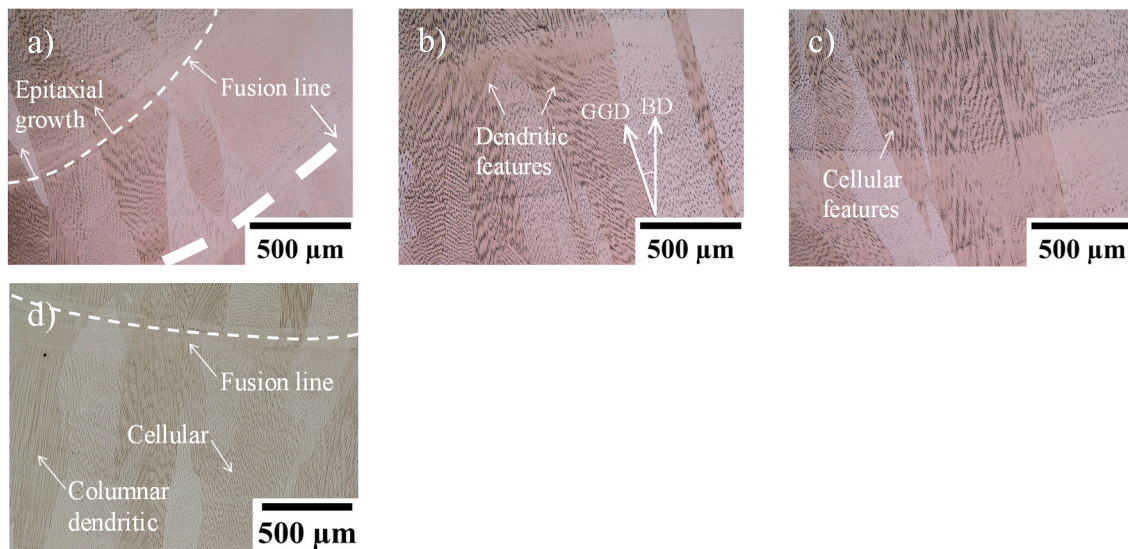 a)
Fusion line
Epitaxial
growth
500 µm
b)
GGD
BD
Dendritic
features
500 µm
c)
Cellular
features
500 µm
d)
Fusion line
Cellular
Columnar
dendritic
500 µm